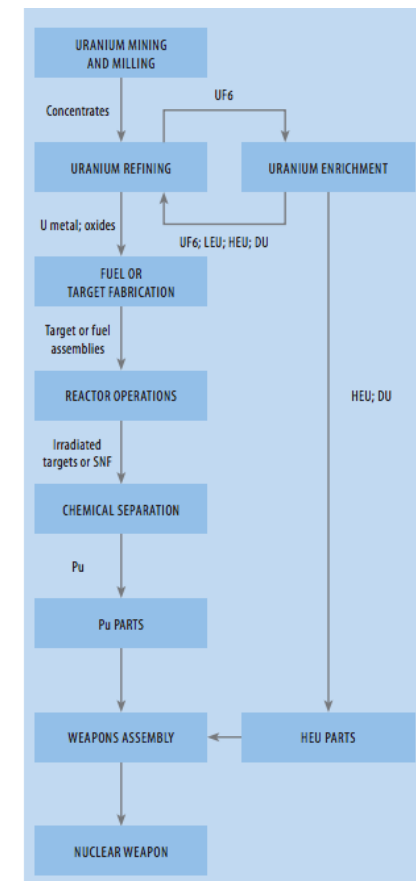 URANIUM MINING
AND MILLING
UF6
Concentrates
URANIUM REFINING
URANIUM ENRICHMENT
U metal; oxides
UF6; LEU; HEU; DU
FUEL OR
TARGET FABRICATION
Target or fuel
assemblies
REACTOR OPERATIONS
HEU; DU
Irradiated
targets or SNF
CHEMICAL SEPARATION
Pu
Pu PARTS
WEAPONS ASSEMBLY
HEU PARTS
NUCLEAR WEAPON